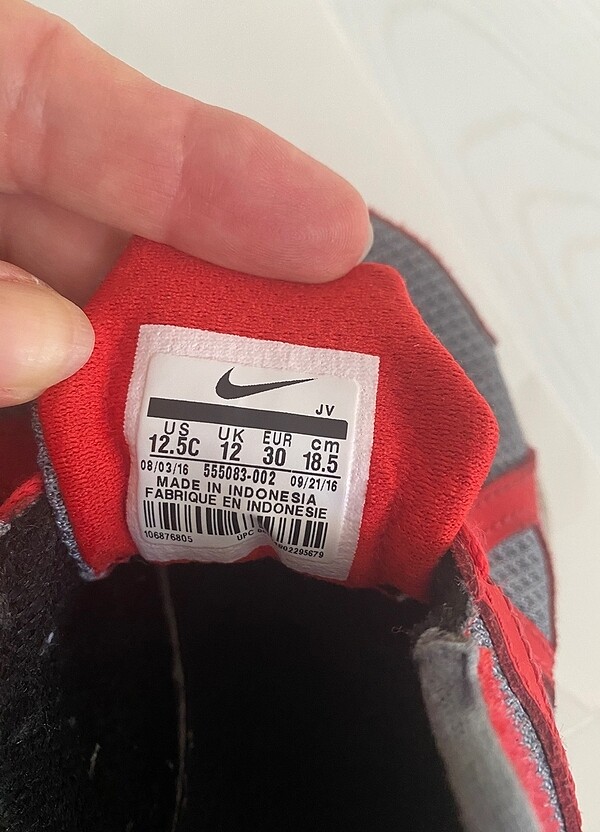 JV
US UK EUR cm
12.5C 12 30 18.5
08/03/16 555083-002 09/21/16
MADE IN INDONESIA
FABRIQUE EN INDONESIE
106876805 UPC